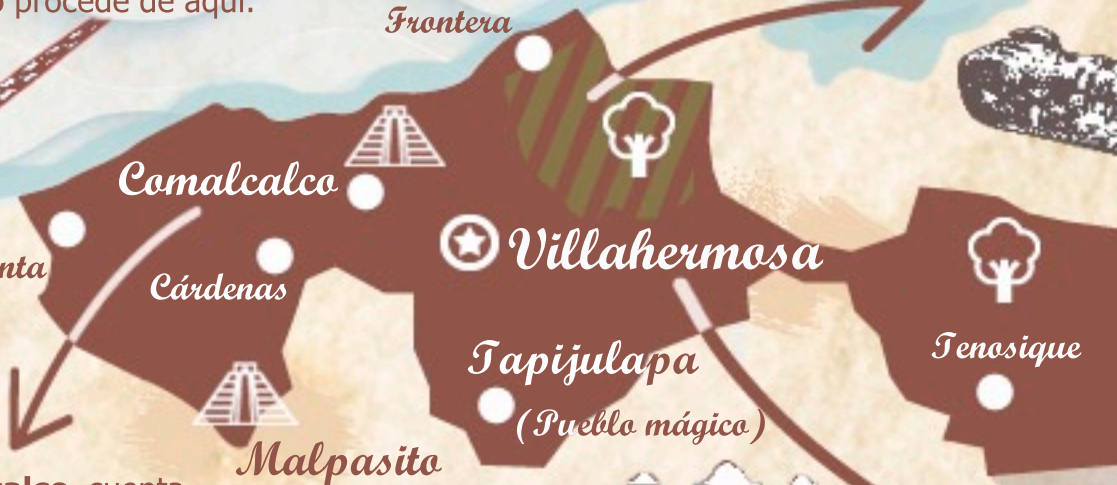 procede de aquí.
Frontera
Comalcalco
Villahermosa
nta
Cárdenas
Tenosique
Tapijulapa
(Pueblo mágico)
Malpasito
cuenta